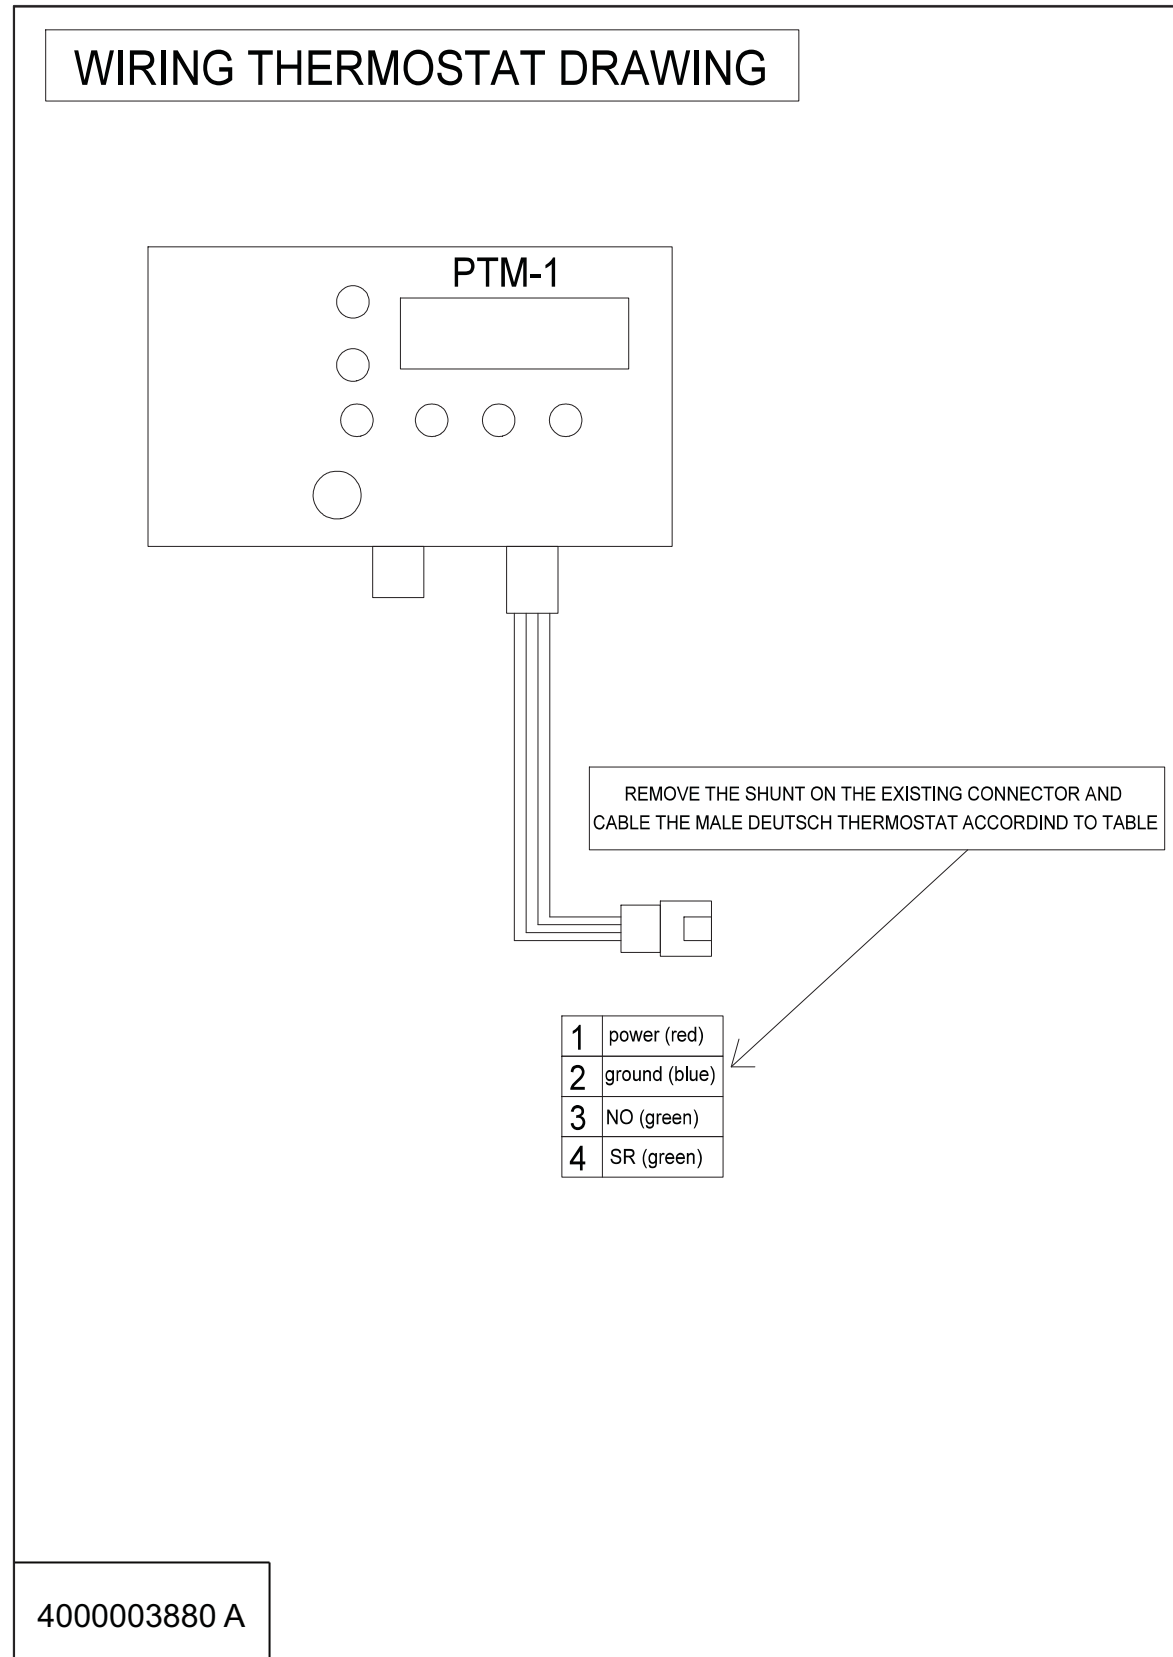 WIRING THERMOSTAT DRAWING
PTM-1
REMOVE THE SHUNT ON THE EXISTING CONNECTOR AND
CABLE THE MALE DEUTSCH THERMOSTAT ACCORDIND TO TABLE
1 power (red)
2 ground (blue)
3 NO (green)
4 SR (green)
4000003880 A